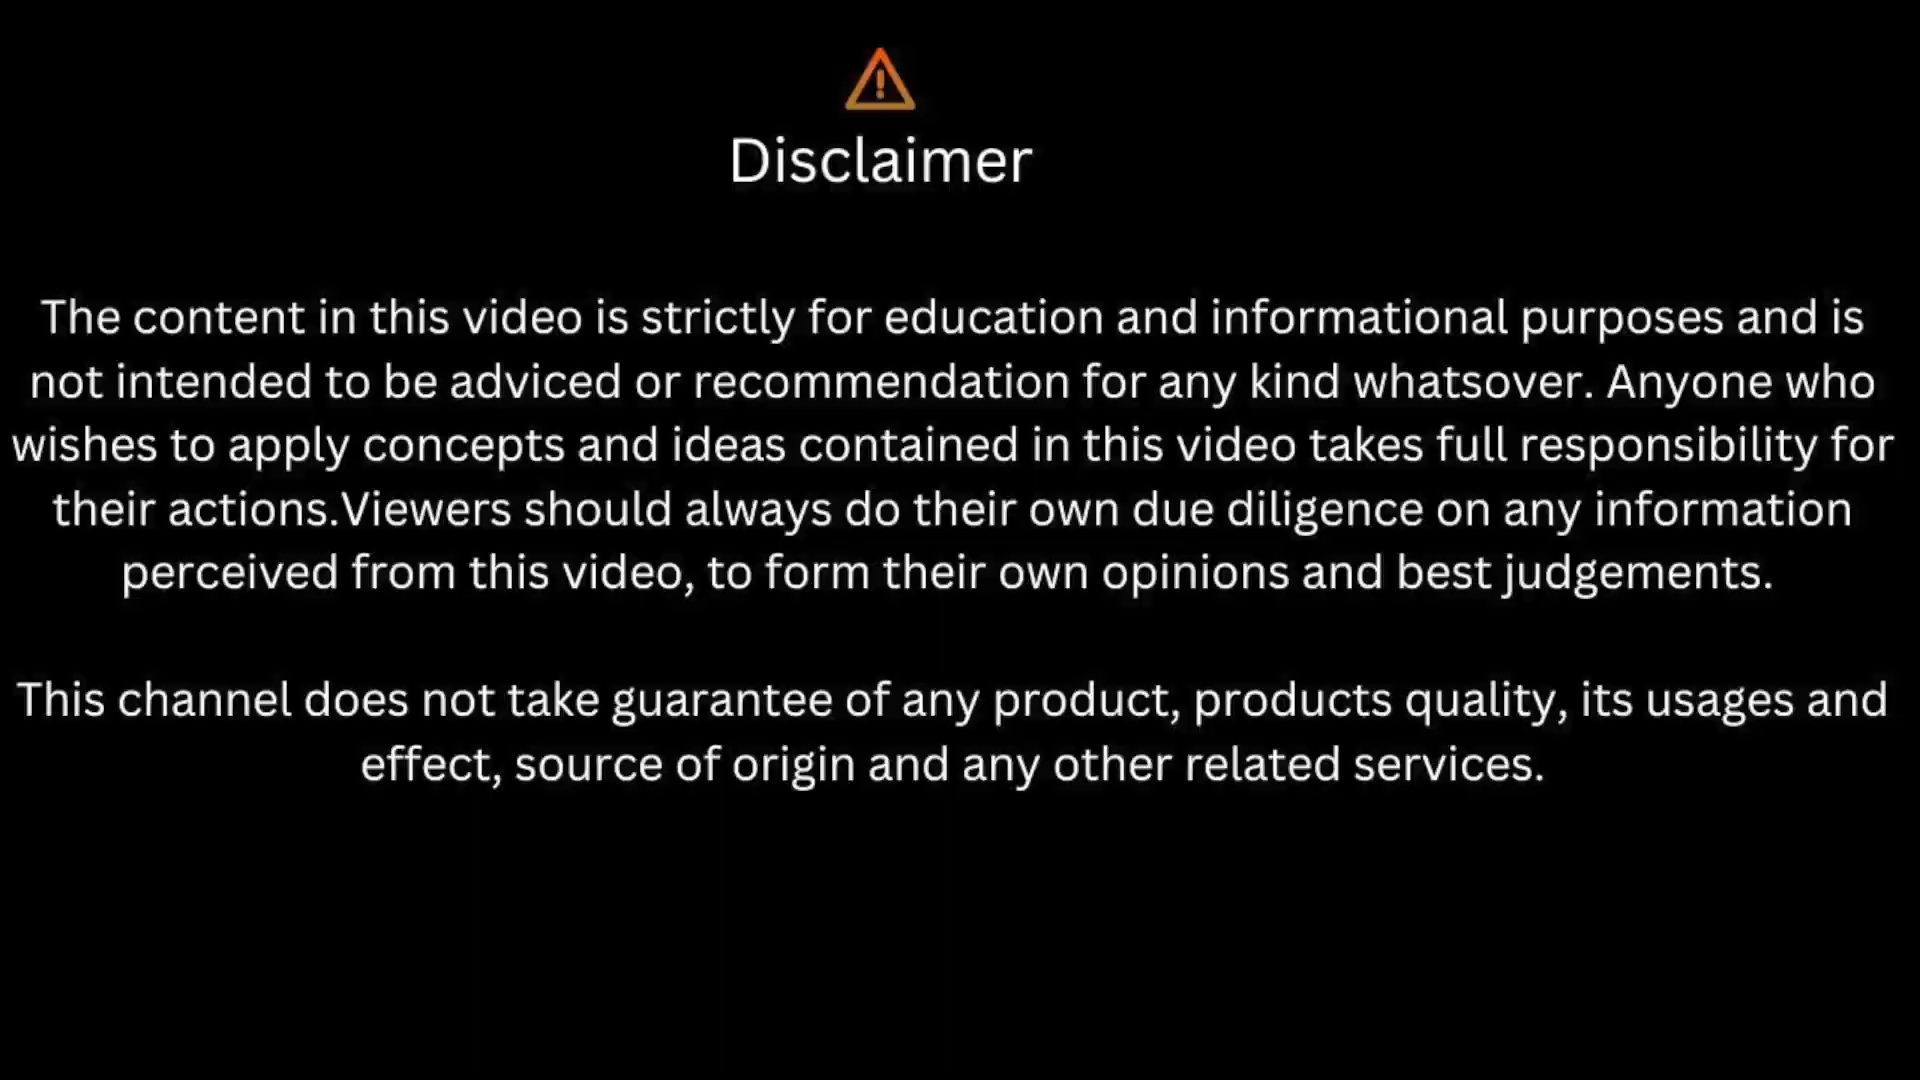 Disclaimer
The content in this video is strictly for education and informational purposes and is
not intended to be adviced or recommendation for any kind whatsover. Anyone who
wishes to apply concepts and ideas contained in this video takes full responsibility for
their actions.Viewers should always do their own due diligence on any information
perceived from this video, to form their own opinions and best judgements.
This channel does not take guarantee of any product, products quality, its usages and
effect, source of origin and any other related services.